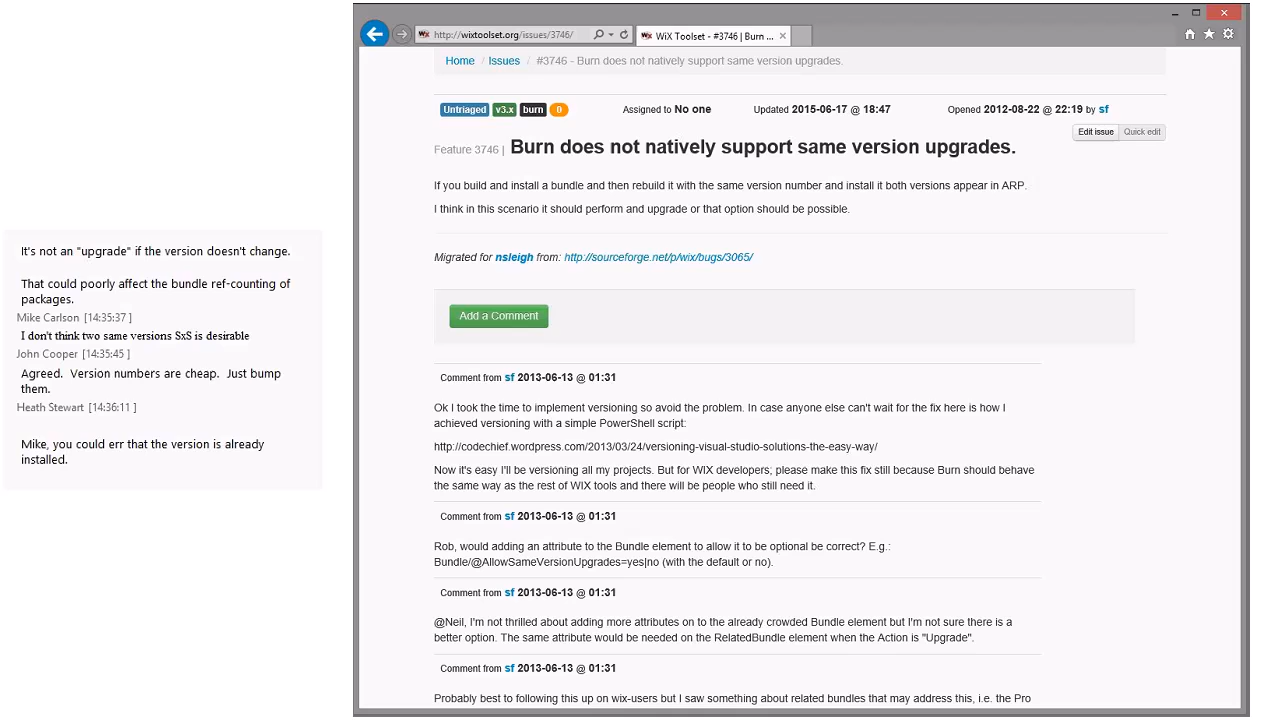 It's not an "upgrade" if the version doesn't change.
That could poorly affect the bundle ref-counting of
packages.
Mike Carlson [14:35:37 ]
I don't think two same versions SxS is desirable
John Cooper [14:35:45 ]
Agreed.  Version numbers are cheap.  Just bump
them.
Heath Stewart [14:36:11 ]
Mike, you could err that the version is already
installed.
http://wixtoolset.org/issues/3746/
WiX Toolset - #3746 | Burn ...
Home / Issues / #3746 - Burn does not natively support same version upgrades.
Untriaged v3.x burn 0 Assigned to No one Updated 2015-06-17 @ 18:47 Opened 2012-08-22 @ 22:19 by sf
Edit issue Quick edit
Feature 3746 | Burn does not natively support same version upgrades.
If you build and install a bundle and then rebuild it with the same version number and install it both versions appear in ARP.
I think in this scenario it should perform and upgrade or that option should be possible.
Migrated for nsleigh from: http://sourceforge.net/p/wix/bugs/3065/
Add a Comment
Comment from sf 2013-06-13 @ 01:31
Ok I took the time to implement versioning so avoid the problem. In case anyone else can't wait for the fix here is how I
achieved versioning with a simple PowerShell script:
http://codechief.wordpress.com/2013/03/24/versioning-visual-studio-solutions-the-easy-way/
Now it's easy I'll be versioning all my projects. But for WIX developers; please make this fix still because Burn should behave
the same way as the rest of WIX tools and there will be people who still need it.
Comment from sf 2013-06-13 @ 01:31
Rob, would adding an attribute to the Bundle element to allow it to be optional be correct? E.g.:
Bundle/@AllowSameVersionUpgrades=yes|no (with the default or no).
Comment from sf 2013-06-13 @ 01:31
@Neil, I'm not thrilled about adding more attributes on to the already crowded Bundle element but I'm not sure there is a
better option. The same attribute would be needed on the RelatedBundle element when the Action is "Upgrade".
Comment from sf 2013-06-13 @ 01:31
Probably best to following this up on wix-users but I saw something about related bundles that may address this, i.e. the Pro